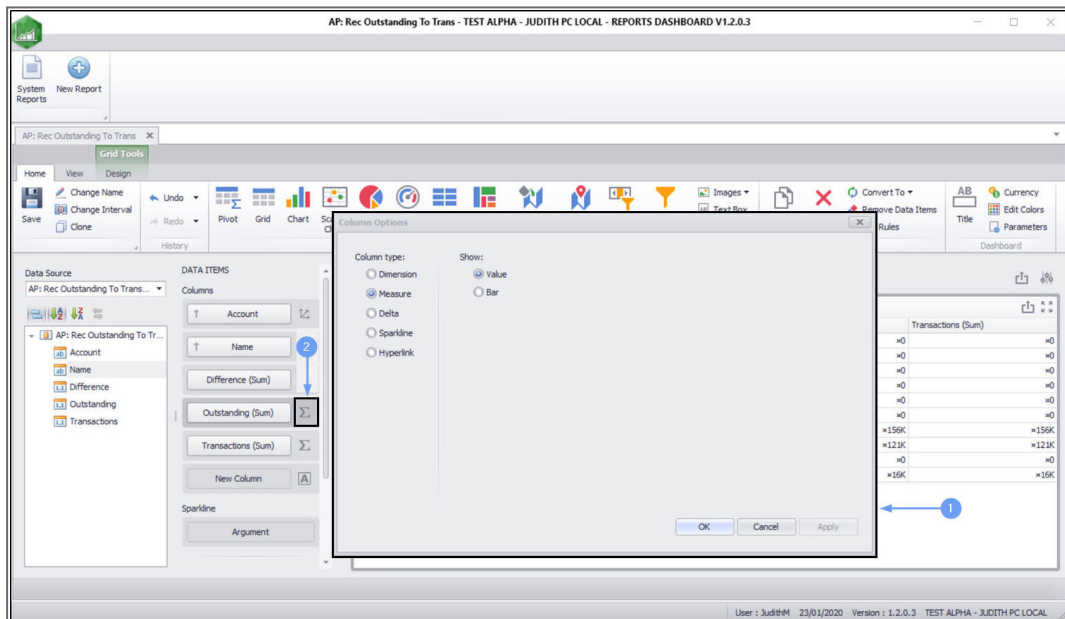 AP: Rec Outstanding To Trans - TEST ALPHA - JUDITH PC LOCAL - REPORTS DASHBOARD V1.2.0.3
System Reports
New Report
AP: Rec Outstanding To Trans
Grid Tools
Home View Design
Save
Change Name
Change Interval
Clone
Undo
Redo
History
Pivot
Grid
Chart
Images
Text Box
Convert To
Remove Data Items
Rules
AB
Title
Currency
Edit Colors
Parameters
Dashboard
Data Source
AP: Rec Outstanding To Trans...
AP: Rec Outstanding To Tr...
Account
Name
Difference
Outstanding
Transactions
DATA ITEMS
Columns
Account
Name
Difference (Sum)
Outstanding (Sum)
Transactions (Sum)
New Column
Sparkline
Argument
2
Column Options
Column type:
Dimension
Measure
Delta
Sparkline
Hyperlink
Show:
Value
Bar
OK Cancel Apply
Transactions (Sum)
¤0 ¤0
¤0 ¤0
¤0 ¤0
¤0 ¤0
¤0 ¤0
¤0 ¤0
¤156K ¤156K
¤121K ¤121K
¤0 ¤0
¤16K ¤16K
1
User : JudithM 23/01/2020 Version : 1.2.0.3 TEST ALPHA - JUDITH PC LOCAL